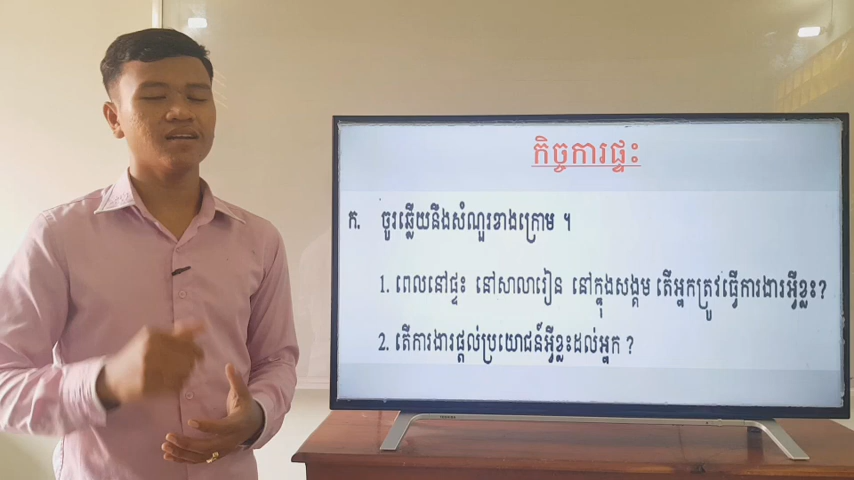 កិច្ចការផ្ទះ
ក. ចូរឆ្លើយនឹងសំណួរខាងក្រោម ។
1. ពេលនៅផ្ទះ នៅសាលារៀន នៅក្នុងសង្គម តើអ្នកត្រូវធ្វើការងារអ្វីខ្លះ?
2. តើការងារផ្តល់ប្រយោជន៍អ្វីខ្លះដល់អ្នក ?